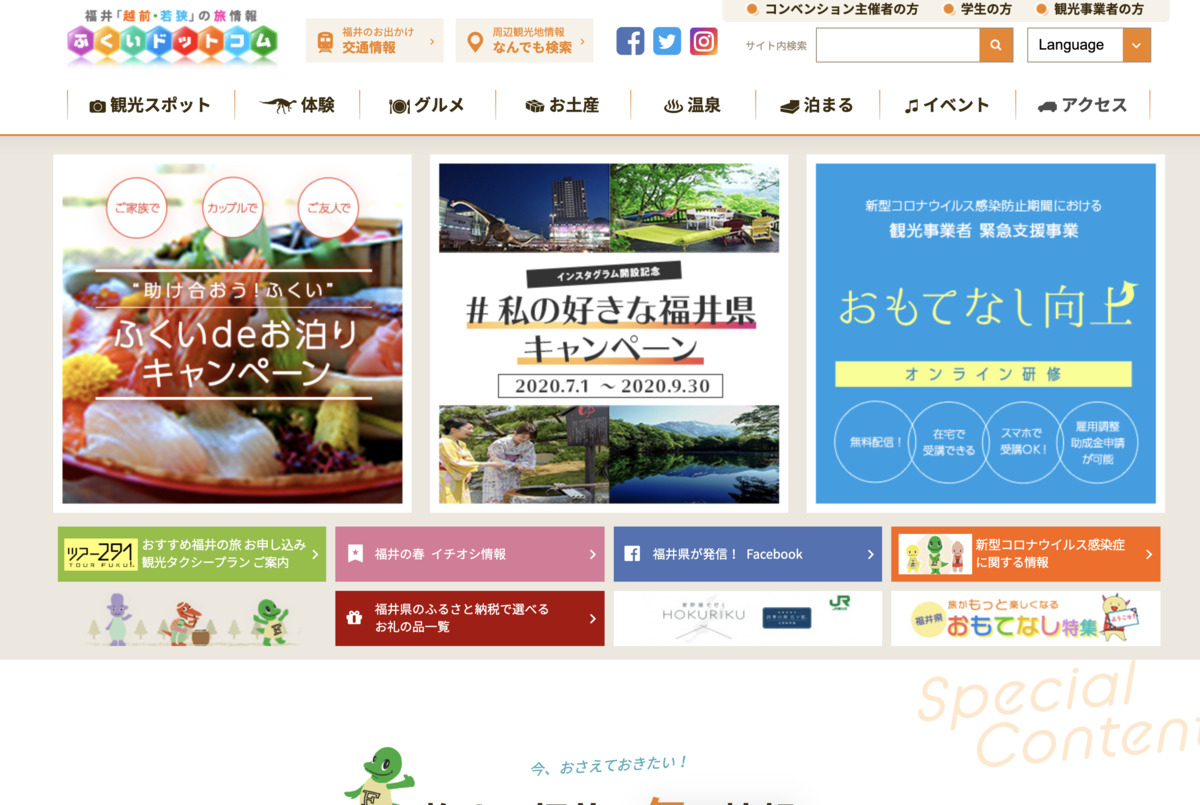 コンベンション主催者の方
学生の方
観光事業者の方
福井「越前・若狭」の旅情報
ふくいドットコム
福井のお出かけ
交通情報
周辺観光地情報
なんでも検索
サイト内検索
Language
観光スポット
体験
グルメ
お土産
温泉
泊まる
イベント
アクセス
ご家族で
カップルで
ご友人で
“助け合おう!ふくい”
ふくいdeお泊り
キャンペーン
インスタグラム開設記念
#私の好きな福井県
キャンペーン
2020.7.1 ～2020.9.30
新型コロナウイルス感染防止期間における
観光事業者 緊急支援事業
おもてなし向上
オンライン研修
無料配信！
在宅で
受講できる
スマホで
受講OK！
雇用調整
助成金申請
が可能
ツアー291
TOUR FUKUI
おすすめ福井の旅 お申し込み
観光タクシープラン ご案内
福井の春 イチオシ情報
福井県が発信！ Facebook
新型コロナウイルス感染症
に関する情報
福井県のふるさと納税で選べる
お礼の品一覧
新幹線で行く
HOKURIKU
JR
旅がもっと楽しくなる
福井県
おもてなし特集
ようこそ!
Special
Content
今、おさえておきたい！